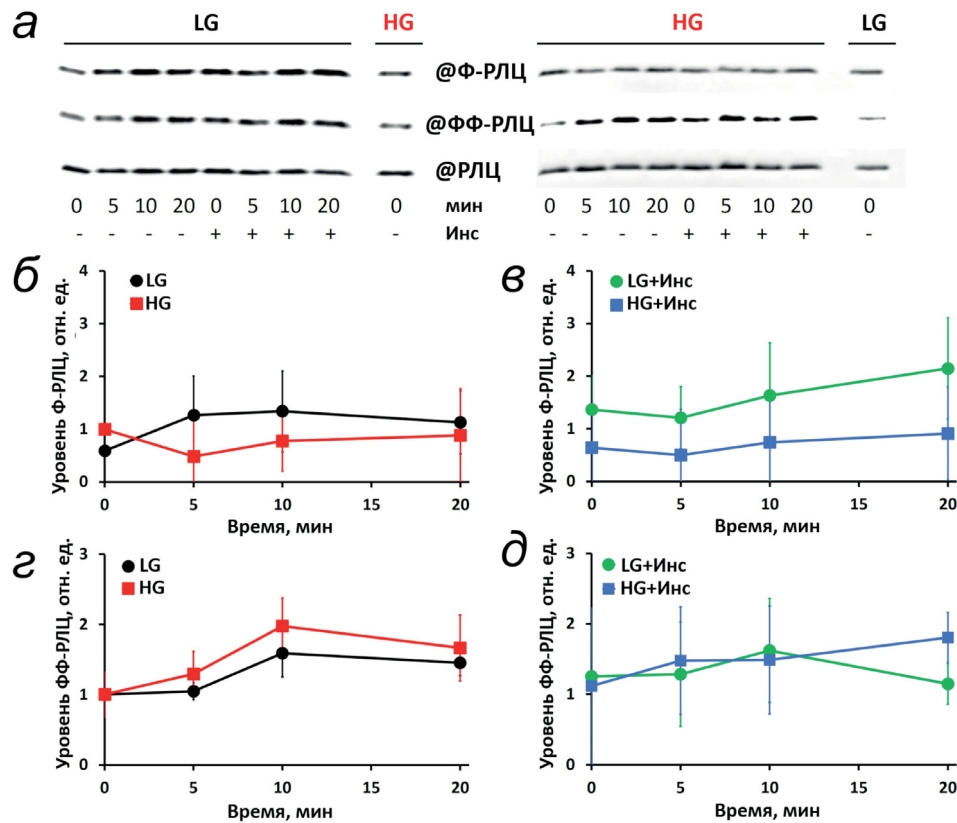 а LG HG HG LG
@Ф-РЛЦ
@ФФ-РЛЦ
@РЛЦ
0 5 10 20 0 5 10 20 0 мин 0 5 10 20 0 5 10 20 0
- - - - + + + + - Инс - - - - + + + + -
б
LG
HG
Уровень Ф-РЛЦ, отн. ед.
4
3
2
1
0
0 5 10 15 20
Время, мин
в
LG+Инс
HG+Инс
Уровень Ф-РЛЦ, отн. ед.
4
3
2
1
0
0 5 10 15 20
Время, мин
г
LG
HG
Уровень ФФ-РЛЦ, отн. ед.
3
2
1
0
0 5 10 15 20
Время, мин
д
LG+Инс
HG+Инс
Уровень ФФ-РЛЦ, отн. ед.
3
2
1
0
0 5 10 15 20
Время, мин